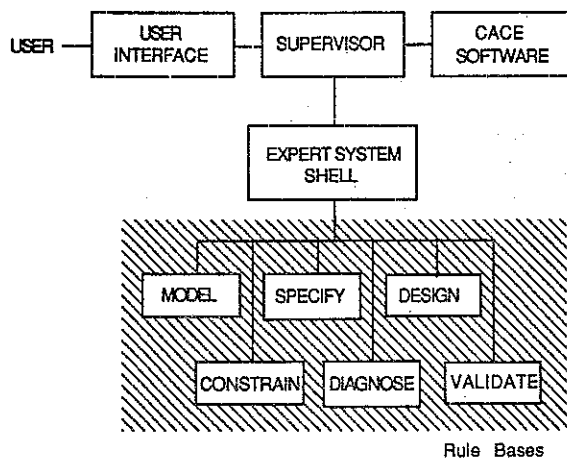 USER
USER
INTERFACE
SUPERVISOR
CACE
SOFTWARE
EXPERT SYSTEM
SHELL
MODEL
SPECIFY
DESIGN
CONSTRAIN
DIAGNOSE
VALIDATE
Rule Bases